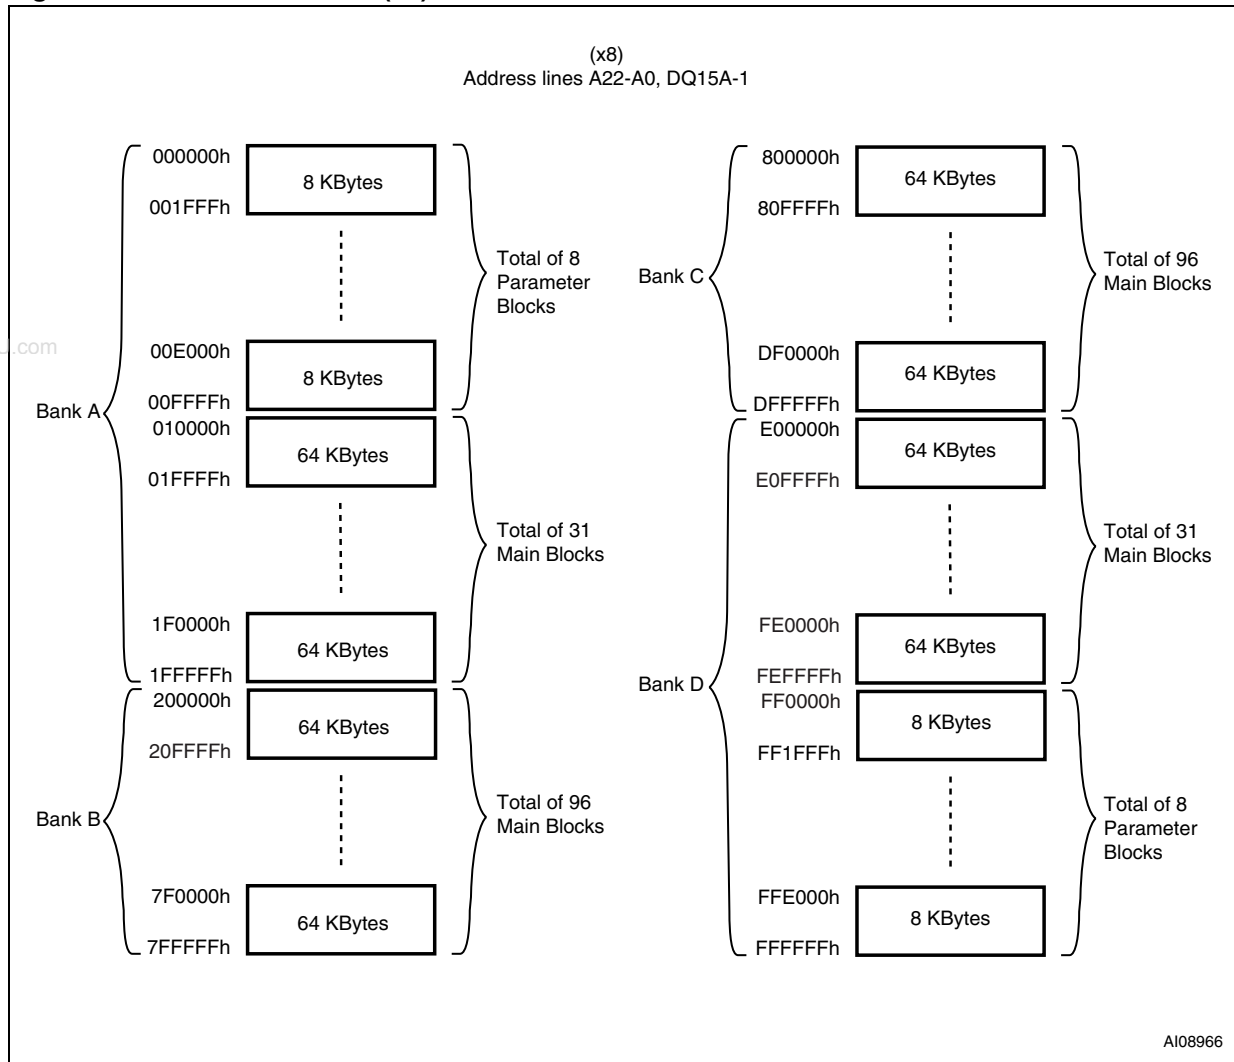 (x8)
Address lines A22-A0, DQ15A-1
000000h
8 KBytes
001FFFh
Total of 8
Parameter
Blocks
00E000h
8 KBytes
00FFFFh
Bank A
010000h
64 KBytes
01FFFFh
Total of 31
Main Blocks
1F0000h
64 KBytes
1FFFFFh
200000h
64 KBytes
20FFFFh
Bank B
Total of 96
Main Blocks
7F0000h
64 KBytes
7FFFFFh
800000h
64 KBytes
80FFFFh
Bank C
Total of 96
Main Blocks
DF0000h
64 KBytes
DFFFFFh
E00000h
64 KBytes
E0FFFFh
Total of 31
Main Blocks
FE0000h
64 KBytes
FEFFFFh
Bank D
FF0000h
8 KBytes
FF1FFFh
Total of 8
Parameter
Blocks
FFE000h
8 KBytes
FFFFFFh
AI08966